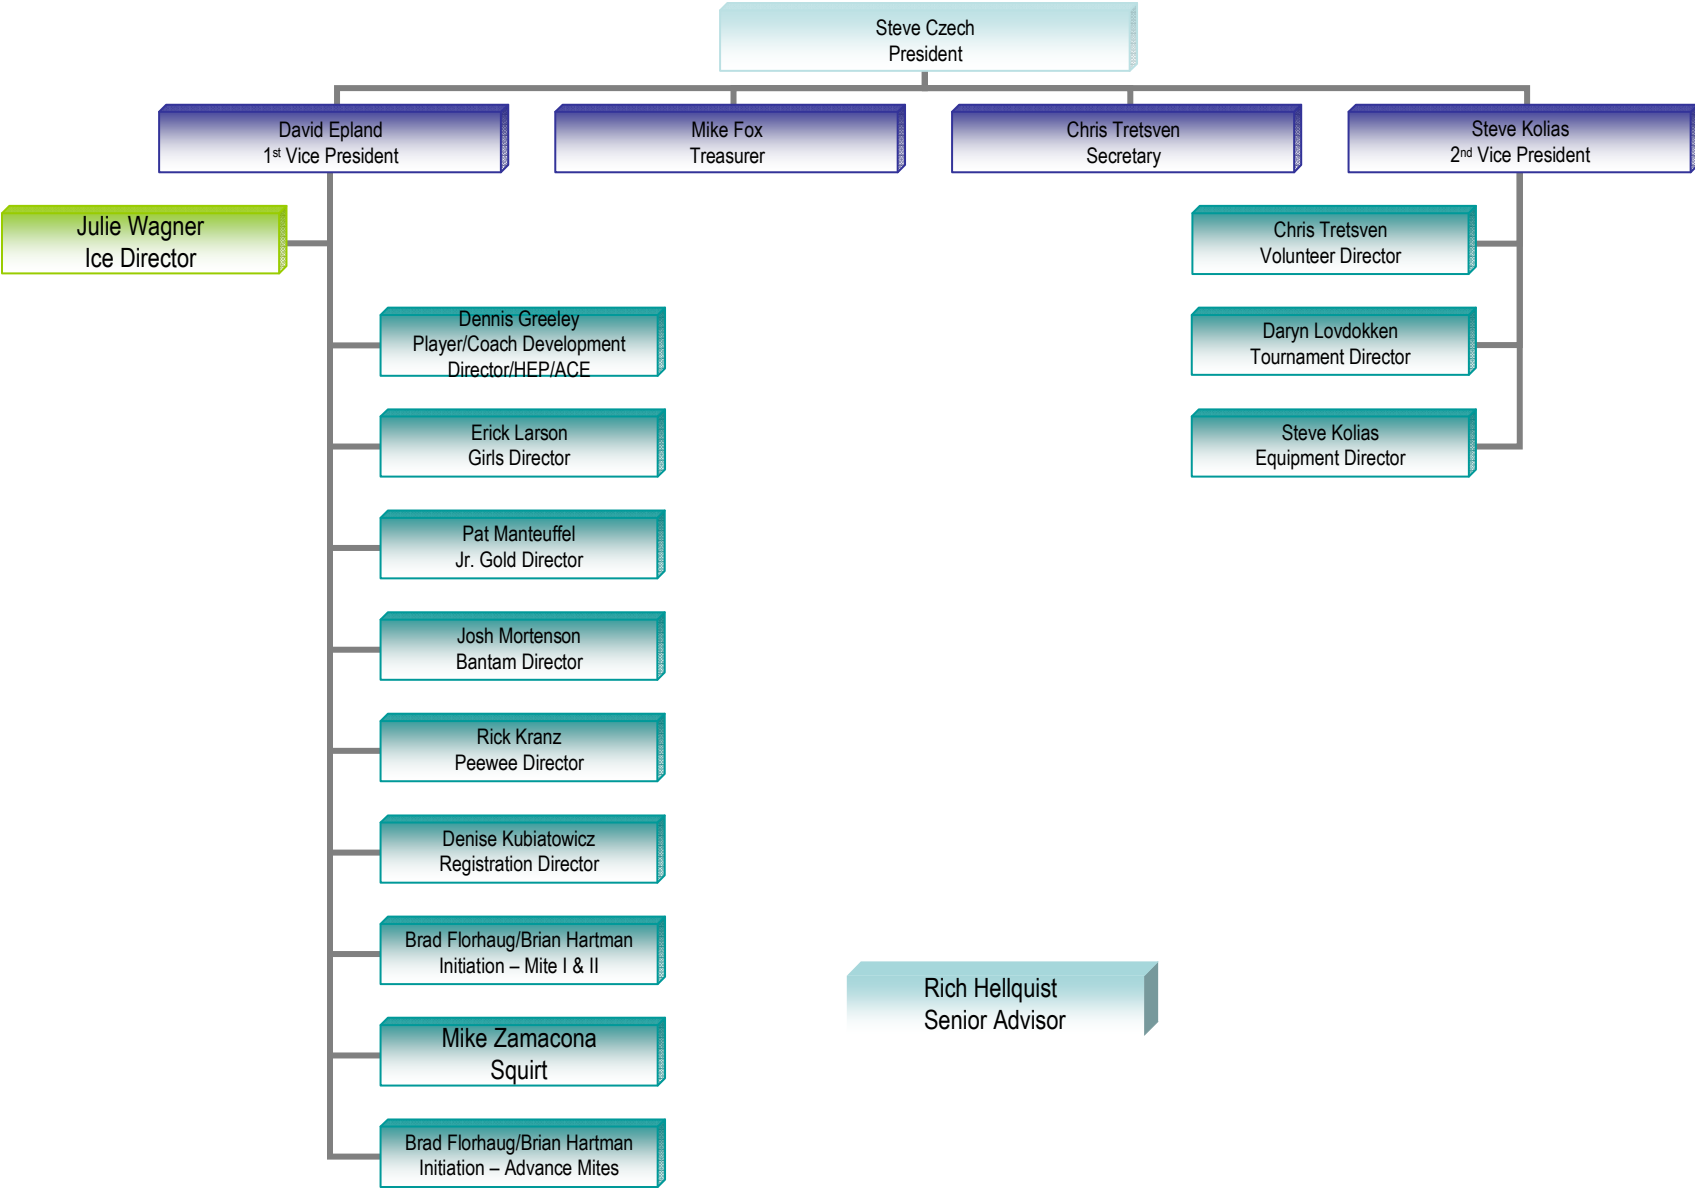 Steve Czech
President
David Epland
1st Vice President
Mike Fox
Treasurer
Chris Tretsven
Secretary
Steve Kolias
2nd Vice President
Julie Wagner
Ice Director
Chris Tretsven
Volunteer Director
Dennis Greeley
Player/Coach Development
Director/HEP/ACE
Daryn Lovdokken
Tournament Director
Erick Larson
Girls Director
Steve Kolias
Equipment Director
Pat Manteuffel
Jr. Gold Director
Josh Mortenson
Bantam Director
Rick Kranz
Peewee Director
Denise Kubiatowicz
Registration Director
Brad Florhaug/Brian Hartman
Initiation – Mite I & II
Rich Hellquist
Senior Advisor
Mike Zamacona
Squirt
Brad Florhaug/Brian Hartman
Initiation – Advance Mites